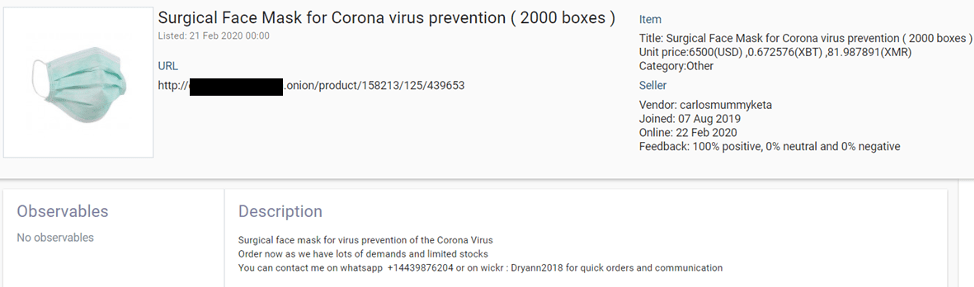 Surgical Face Mask for Corona virus prevention ( 2000 boxes )
Listed: 21 Feb 2020 00:00
URL
http://.onion/product/158213/125/439653
Item
Title: Surgical Face Mask for Corona virus prevention ( 2000 boxes )
Unit price:6500(USD) ,0.672576(XBT) ,81.987891(XMR)
Category:Other
Seller
Vendor: carlosmummyketa
Joined: 07 Aug 2019
Online: 22 Feb 2020
Feedback: 100% positive, 0% neutral and 0% negative
Observables
No observables
Description
Surgical face mask for virus prevention of the Corona Virus
Order now as we have lots of demands and limited stocks
You can contact me on whatsapp +14439876204 or on wickr : Dryann2018 for quick orders and communication